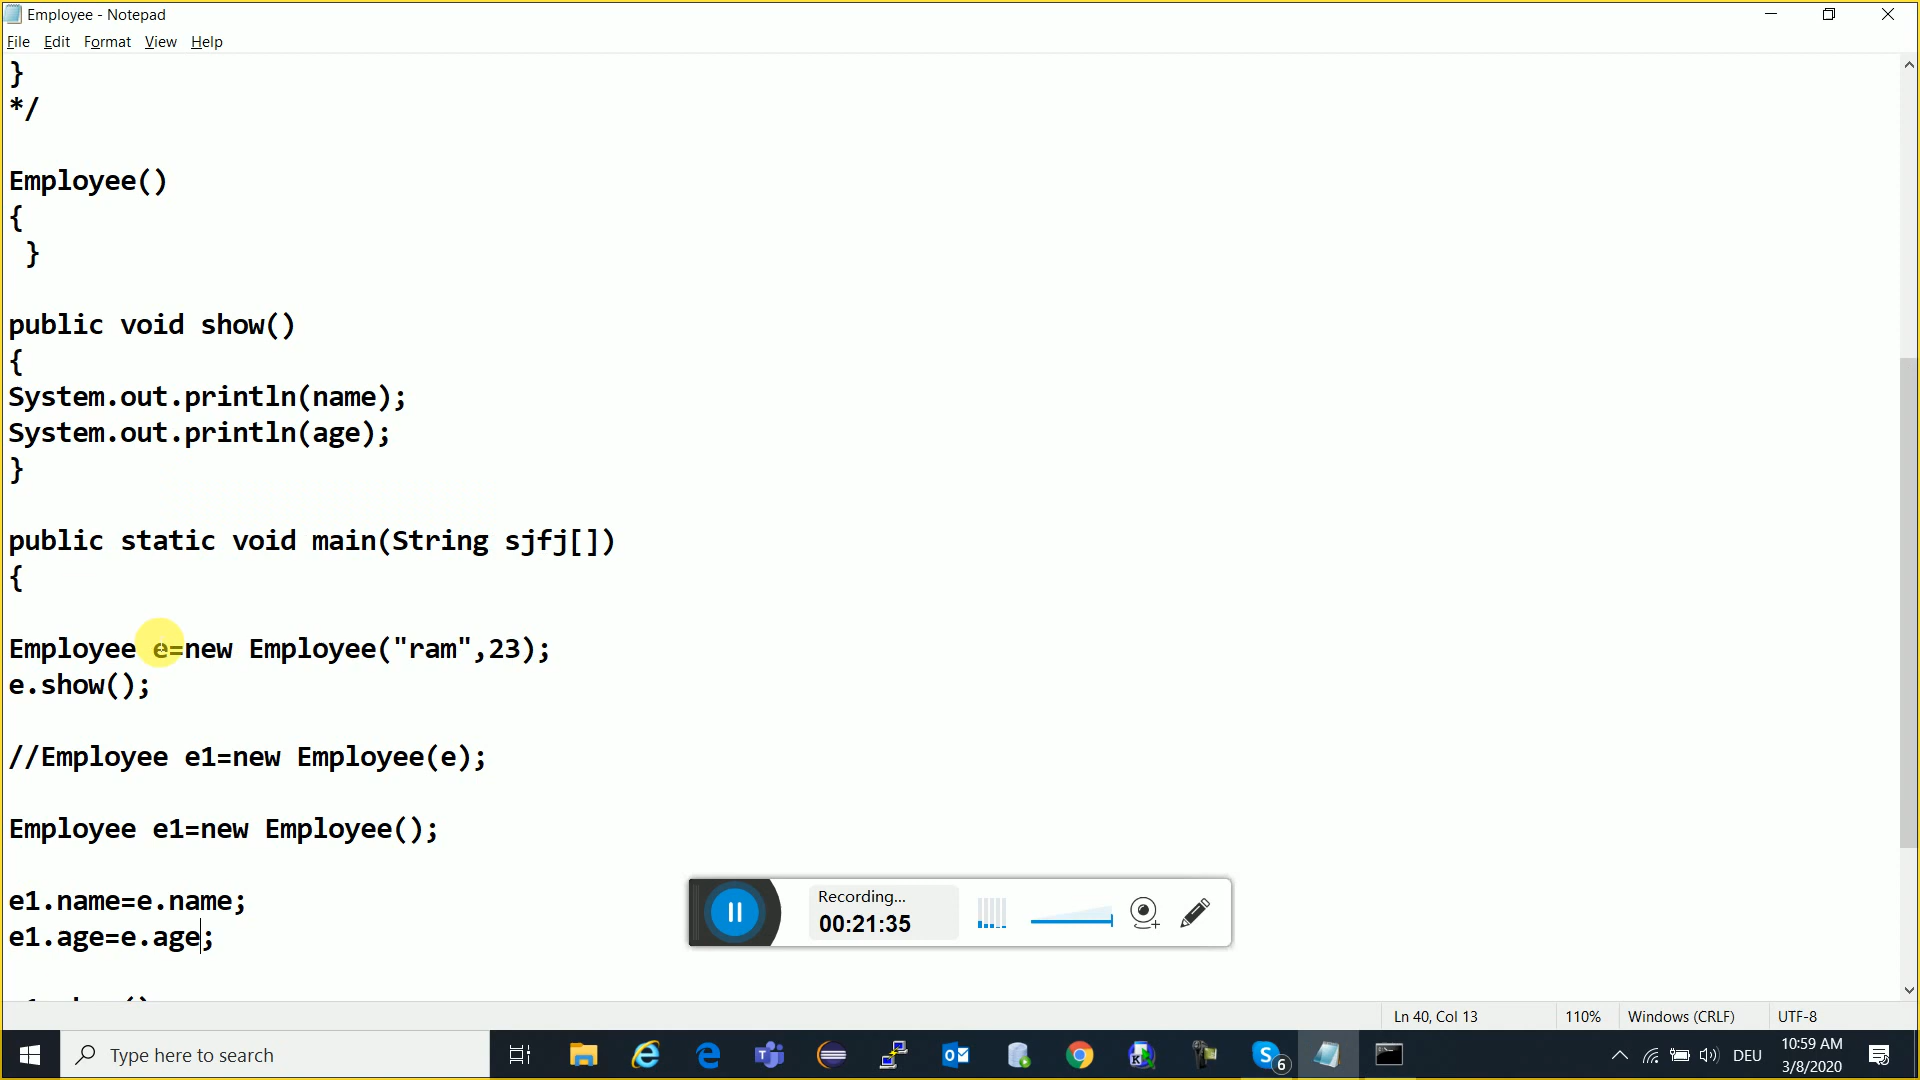 Employee - Notepad
File Edit Format View Help
}
*/
Employee()
{
}
public void show()
{
System.out.println(name);
System.out.println(age);
}
public static void main(String sjfj[])
{
Employee e=new Employee("ram",23);
e.show();
//Employee e1=new Employee(e);
Employee e1=new Employee();
e1.name=e.name;
e1.age=e.age;
Recording...
00:21:35
Ln 40, Col 13
110%
Windows (CRLF)
UTF-8
Type here to search
6
DEU
10:59 AM
3/8/2020